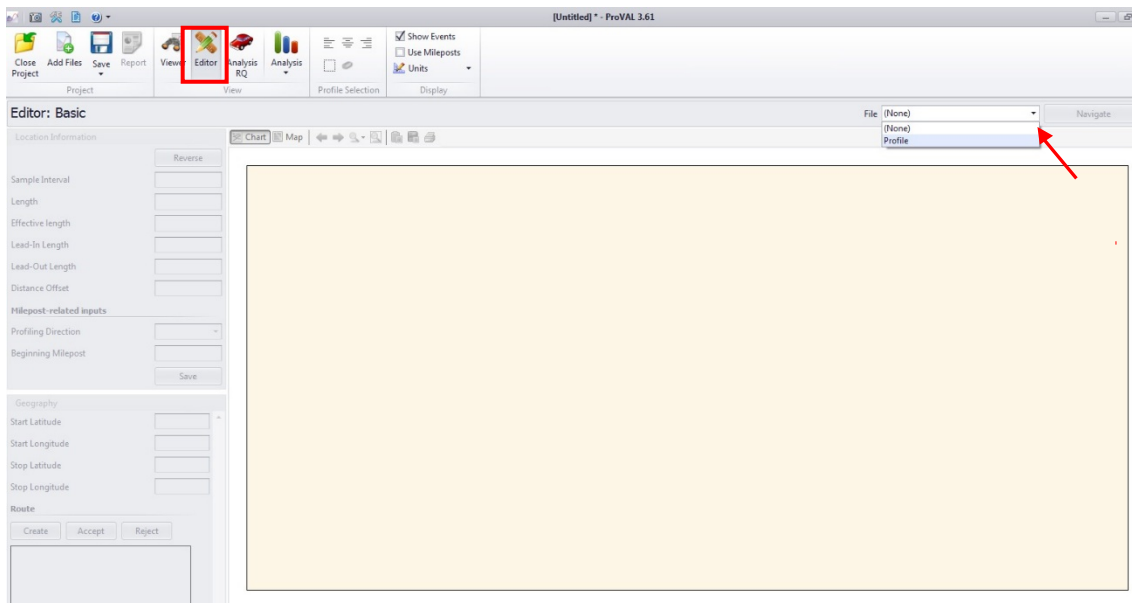 [Untitled] * - ProVAL 3.61
Close Project
Add Files
Save
Report
Viewer
Editor
Analysis RQ
Analysis
Show Events
Use Mileposts
Units
Project
View
Profile Selection
Display
Editor: Basic
File
(None)
Navigate
(None)
Profile
Location Information
Chart
Map
Reverse
Sample Interval
Length
Effective length
Lead-In Length
Lead-Out Length
Distance Offset
Milepost-related inputs
Profiling Direction
Beginning Milepost
Save
Geography
Start Latitude
Start Longitude
Stop Latitude
Stop Longitude
Route
Create
Accept
Reject